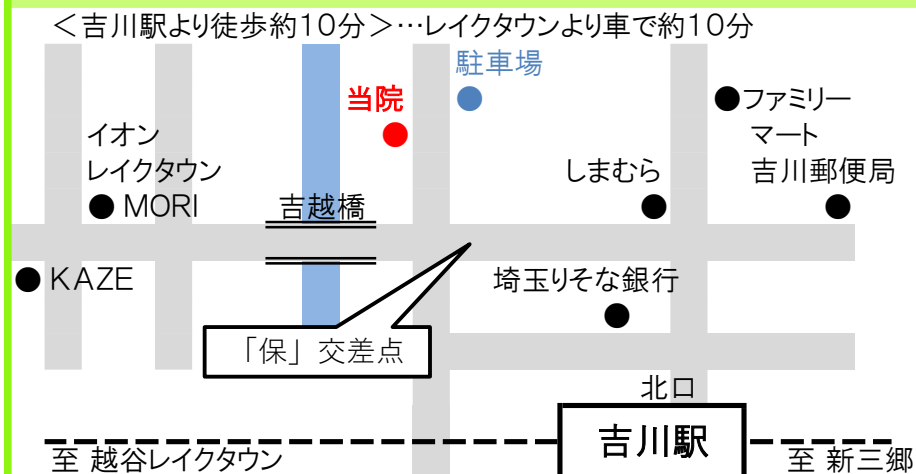 ＜吉川駅より徒歩約10分＞…レイクタウンより車で約10分
駐車場
当院
●ファミリー
マート
イオン
レイクタウン
● MORI
吉越橋
しまむら
吉川郵便局
● KAZE
埼玉りそな銀行
「保」交差点
北口
吉川駅
至 越谷レイクタウン
至 新三郷